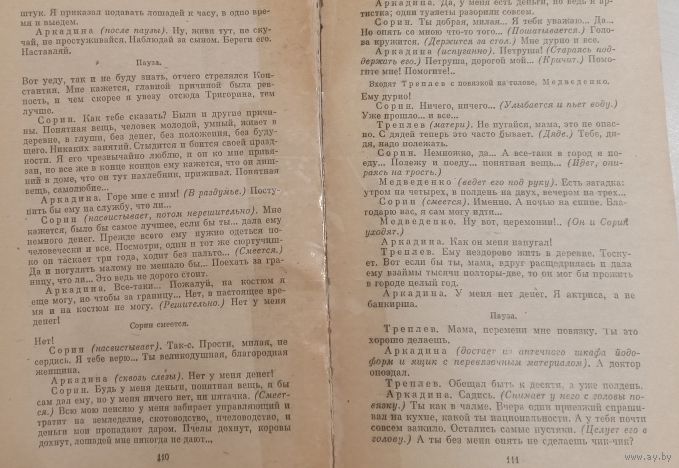 штук. Я приказал подавать лошадей к часу, в одно вре-
мя и выедем.
Аркадина (после паузы). Ну, живи тут, не ску-
чай, не простуживайся. Наблюдай за сыном. Береги его.
Наставляй.
Пауза.
Вот уеду, так и не буду знать, отчего стрелялся Кон-
стантин. Мне кажется, главной причиной была рев-
ность, и чем скорее я увезу отсюда Тригорина, тем
лучше.
Сорин. Как тебе сказать? Были и другие причи-
ны. Понятная вещь, человек молодой, умный, живет в
деревне, в глуши, без денег, без положения, без буду-
щего. Никаких занятий. Стыдится и боится своей празд-
ности. Я его чрезвычайно люблю, и он ко мне привя-
зан, но все же в конце концов ему кажется, что он лиш-
ний в доме, что он тут нахлебник, приживал. Понятная
вещь, самолюбие...
Аркадина. Горе мне с ним! (В раздумье.) Посту-
пить бы ему на службу, что ли...
Сорин (насвистывает, потом нерешительно). Мне
кажется, было бы самое лучшее, если бы ты... дала ему
немного денег. Прежде всего ему нужно одеться по-
человечески и все. Посмотри, один и тот же сюртучиш-
ко он таскает три года, ходит без пальто... (Смеется.)
Да и погулять малому не мешало бы... Поехать за гра-
ницу, что ли... Это ведь не дорого стоит.
Аркадина. Все-таки... Пожалуй, на костюм я
еще могу, но чтобы за границу... Нет, в настоящее вре-
мя и на костюм не могу. (Решительно.) Нет у меня
денег!
Сорин смеется.
Нет!
Сорин (насвистывает). Так-с. Прости, милая, не
сердись. Я тебе верю... Ты великодушная, благородная
женщина.
Аркадина (сквозь слезы). Нет у меня денег!
Сорин. Будь у меня деньги, понятная вещь, я бы
сам дал ему, но у меня ничего нет, ни пятачка. (Смеет-
ся.) Всю мою пенсию у меня забирает управляющий и
тратит на земледелие, скотоводство, пчеловодство, и
деньги мои пропадают даром. Пчелы дохнут, коровы
дохнут, лошадей мне никогда не дают...
110
Аркадина. Да, у меня есть деньги, но ведь я ар-
тистка; одни туалеты разорили совсем.
Сорин. Ты добрая, милая... Я тебя уважаю... Да...
Но опять со мною что-то того... (Пошатывается.) Голо-
ва кружится. (Держится за стол.) Мне дурно и все.
Аркадина (испуганно). Петруша! (Стараясь под-
держать его.) Петруша, дорогой мой... (Кричит.) Помо-
гите мне! Помогите!..
Входят Треплев с повязкой на голове, Медведенко.
Ему дурно!
Сорин. Ничего, ничего... (Улыбается и пьет воду.)
Уже прошло... и все...
Треплев (матери). Не пугайся, мама, это не опас-
но. С дядей теперь это часто бывает. (Дяде.) Тебе, дя-
дя, надо полежать.
Сорин. Немножко, да... А все-таки в город я по-
еду... Полежу и поеду... понятная вещь... (Идет, опи-
раясь на трость.)
Медведенко (ведет его под руку). Есть загадка:
утром на четырех, в полдень на двух, вечером на трех...
Сорин (смеется). Именно. А ночью на спине. Бла-
годарю вас, я сам могу идти...
Медведенко. Ну вот, церемонии!.. (Он и Сорин
уходят.)
Аркадина. Как он меня напугал!
Треплев. Ему нездорово жить в деревне. Тоску-
ет. Вот если бы ты, мама, вдруг расщедрилась и дала
ему взаймы тысячи полторы-две, то он мог бы прожить
в городе целый год.
Аркадина. У меня нет денег. Я актриса, а не
банкирша.
Пауза.
Треплев. Мама, перемени мне повязку. Ты это
хорошо делаешь.
Аркадина (достает из аптечного шкафа йодо-
форм и ящик с перевязочным материалом). А доктор
опоздал.
Треплев. Обещал быть к десяти, а уже полдень.
Аркадина. Садись. (Снимает у него с головы по-
вязку.) Ты как в чалме. Вчера один приезжий спраши-
вал на кухне, какой ты национальности. А у тебя почти
совсем зажило. Остались самые пустяки. (Целует его в
голову.) А ты без меня опять не сделаешь чик-чик?
111
ay.by